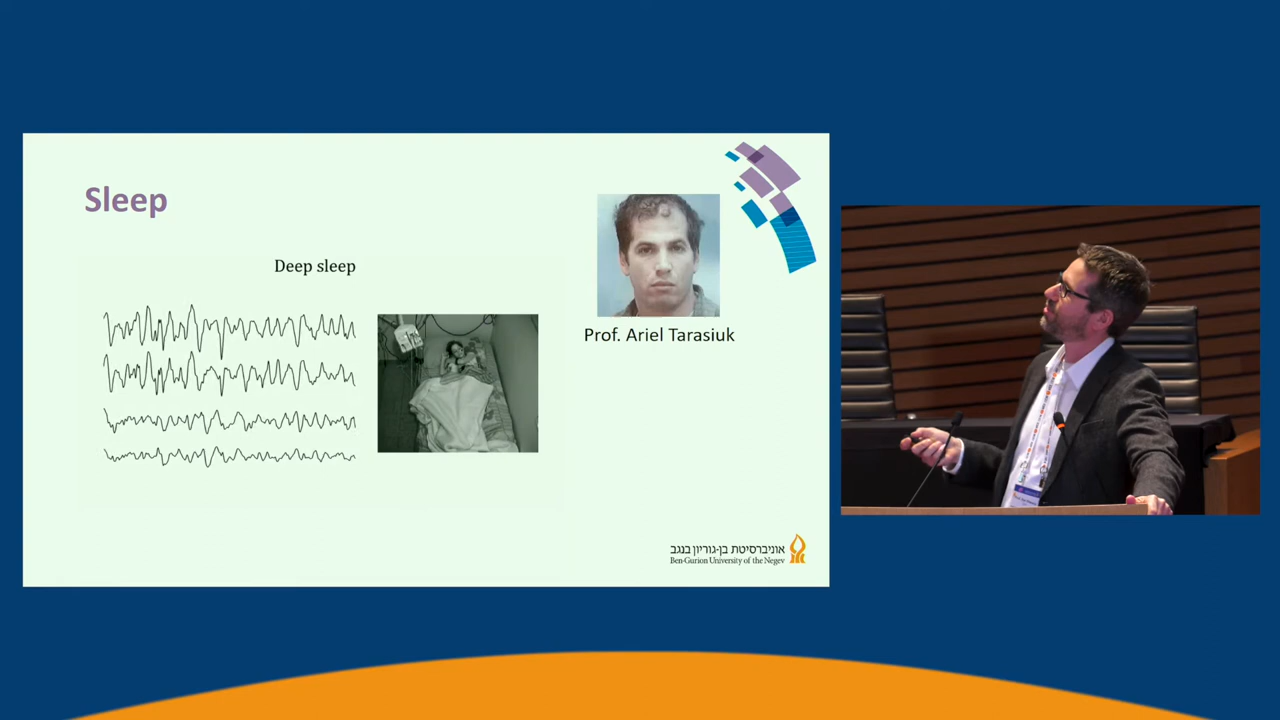 Sleep
Deep sleep
Prof. Ariel Tarasiuk
אוניברסיטת בן-גוריון בנגב
Ben-Gurion University of the Negev